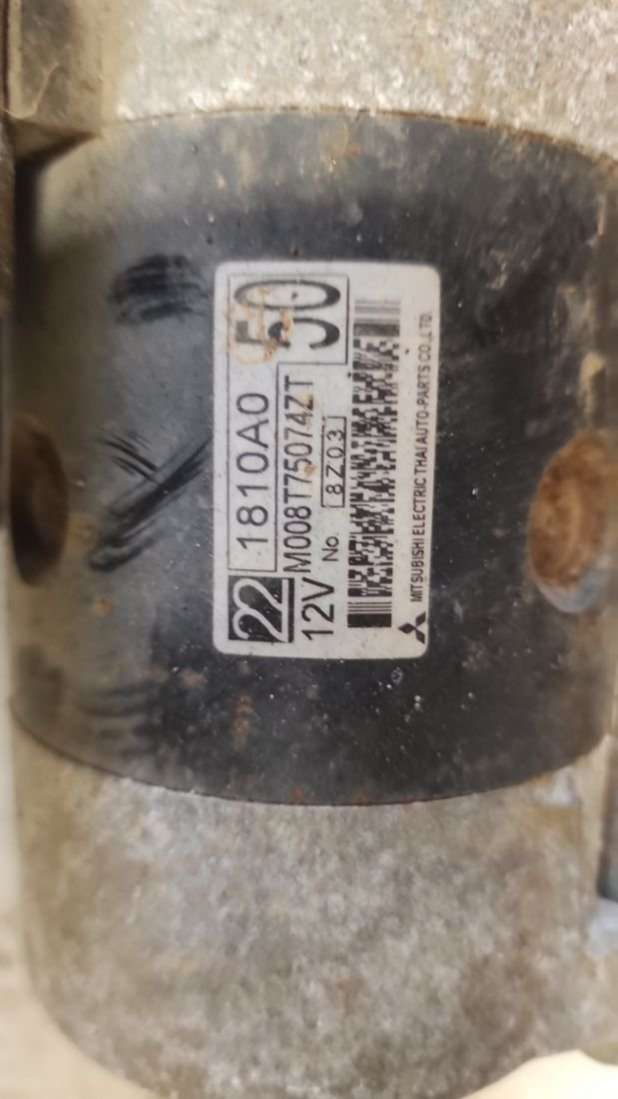 22 1810A0 50
M008T75074ZT
12V No. 8Z03
MITSUBISHI ELECTRIC THAI AUTO-PARTS CO.,LTD.